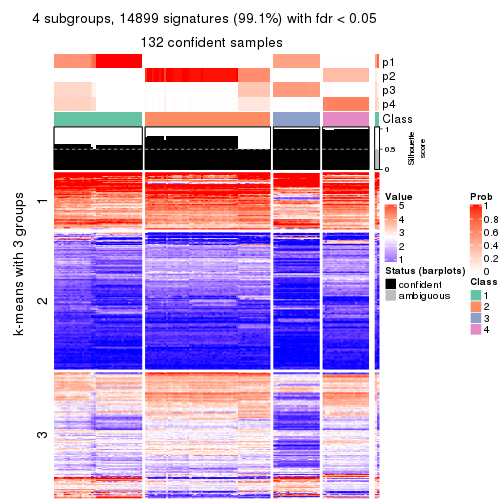 4 subgroups, 14899 signatures (99.1%) with fdr < 0.05
132 confident samples
p1
p2
p3
p4
Class
1
0.5
0
Silhouette
score
k-means with 3 groups
1
2
3
Value
5
4
3
2
1
Prob
1
0.8
0.6
0.4
0.2
0
Status (barplots)
confident
ambiguous
Class
1
2
3
4